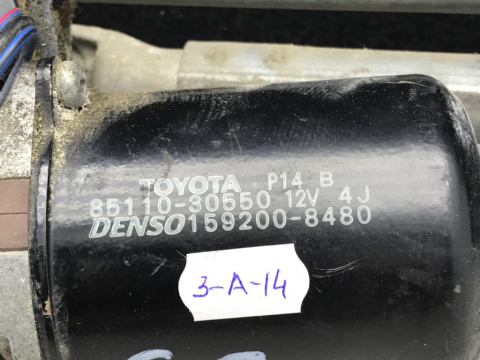 TOYOTA P14 B
85110-30550 12V 4J
DENSO 159200-8480
3-A-14